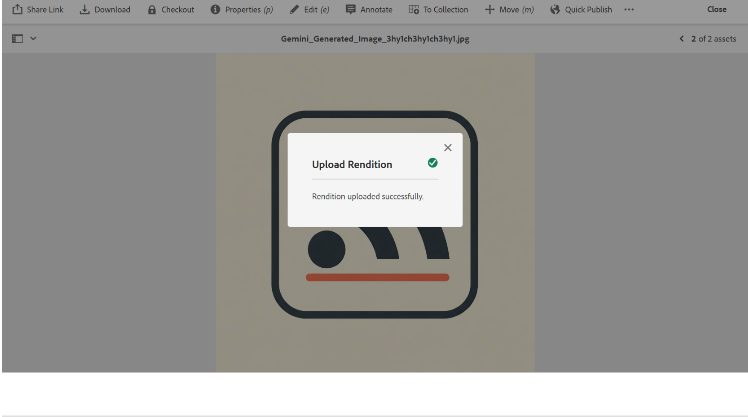 Share Link Download Checkout Properties (p) Edit (e) Annotate To Collection Move (m) Quick Publish ••• Close
Gemini_Generated_Image_3hy1ch3hy1ch3hy1.jpg 2 of 2 assets
Upload Rendition
Rendition uploaded successfully.